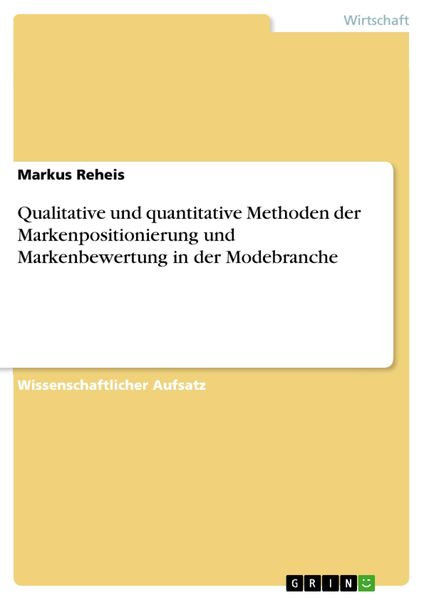 Wirtschaft
Markus Reheis
Qualitative und quantitative Methoden der
Markenpositionierung und
Markenbewertung in der Modebranche
Wissenschaftlicher Aufsatz
GRIN